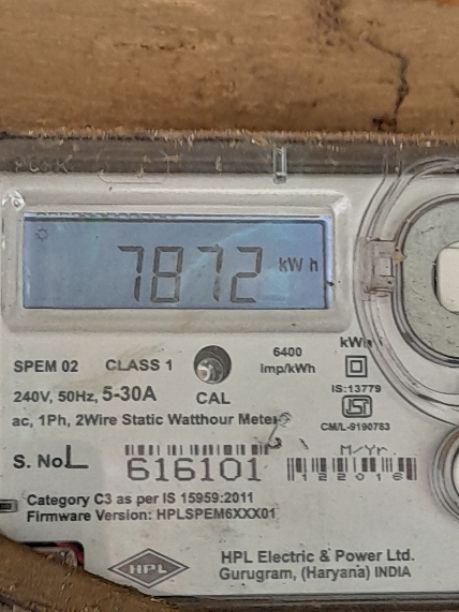 7872 kWh
SPEM 02 CLASS 1 6400 kWh
240V, 50Hz, 5-30A CAL Imp/kWh IS:13779
ac, 1Ph, 2Wire Static Watthour Meter CM/L-9190783
S. No. L 616101 M/Yr
122016
Category C3 as per IS 15959:2011
Firmware Version: HPLSPEM6XXX01
HPL HPL Electric & Power Ltd.
Gurugram, (Haryana) INDIA